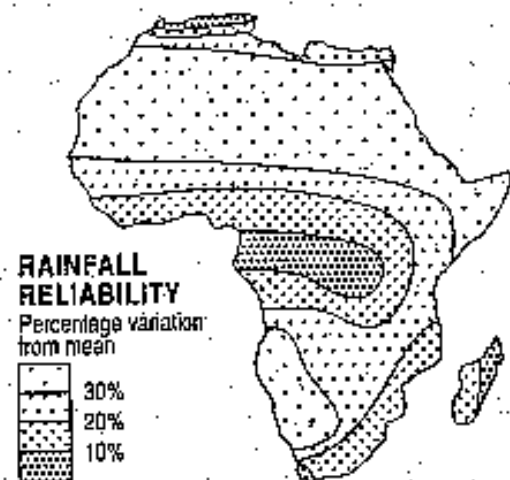 RAINFALL
RELIABILITY
Percentage variation
from mean
30%
20%
10%